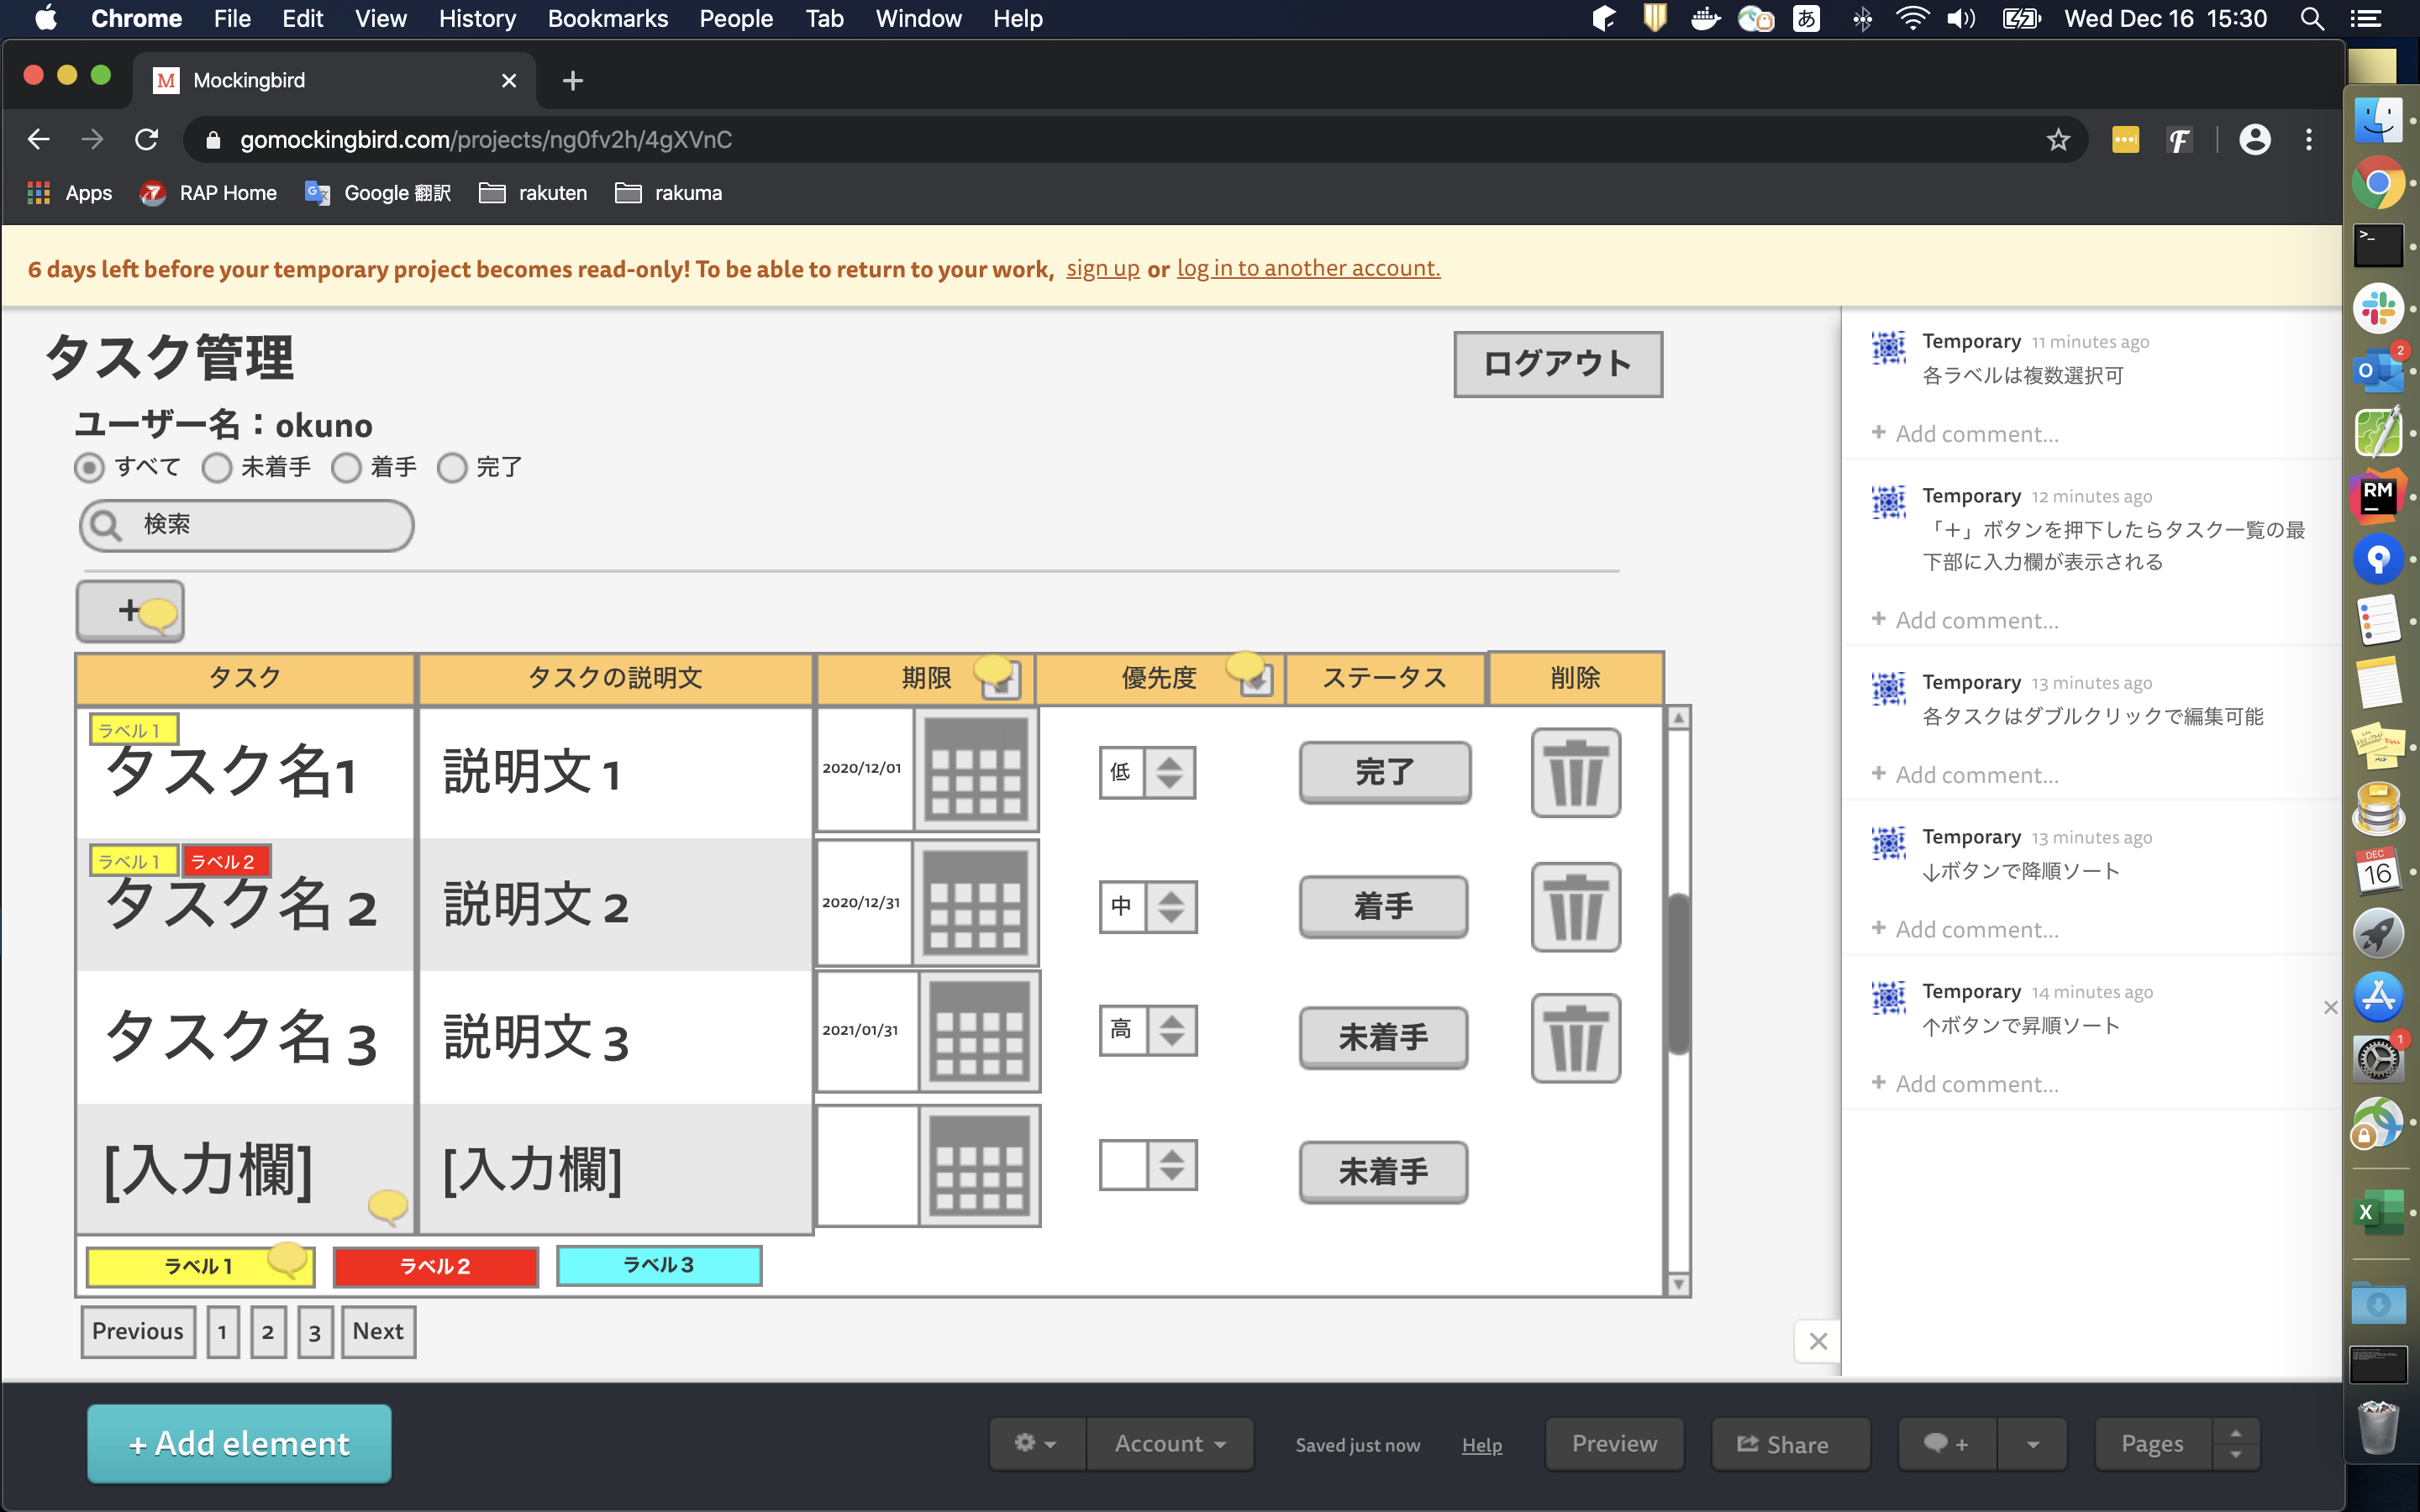 Chrome File Edit View History Bookmarks People Tab Window Help あ Wed Dec 16 15:30
M Mockingbird
gomockingbird.com/projects/ng0fv2h/4gXVnC
Apps RAP Home Google 翻訳 rakuten rakuma
6 days left before your temporary project becomes read-only! To be able to return to your work, sign up or log in to another account.
タスク管理
ログアウト
ユーザー名：okuno
すべて 未着手 着手 完了
検索
+
タスク タスクの説明文 期限 優先度 ステータス 削除
ラベル 1
タスク名1 説明文 1 2020/12/01 低 完了
ラベル 1 ラベル 2
タスク名 2 説明文 2 2020/12/31 中 着手
タスク名 3 説明文 3 2021/01/31 高 未着手
[入力欄] [入力欄] 未着手
ラベル 1 ラベル 2 ラベル 3
Previous 1 2 3 Next
Temporary 11 minutes ago
各ラベルは複数選択可
+ Add comment...
Temporary 12 minutes ago
「＋」ボタンを押下したらタスク一覧の最
下部に入力欄が表示される
+ Add comment...
Temporary 13 minutes ago
各タスクはダブルクリックで編集可能
+ Add comment...
Temporary 13 minutes ago
↓ボタンで降順ソート
+ Add comment...
Temporary 14 minutes ago
↑ボタンで昇順ソート
+ Add comment...
+ Add element Account Saved just now Help Preview Share + Pages
2
RM
DEC
16
1
X